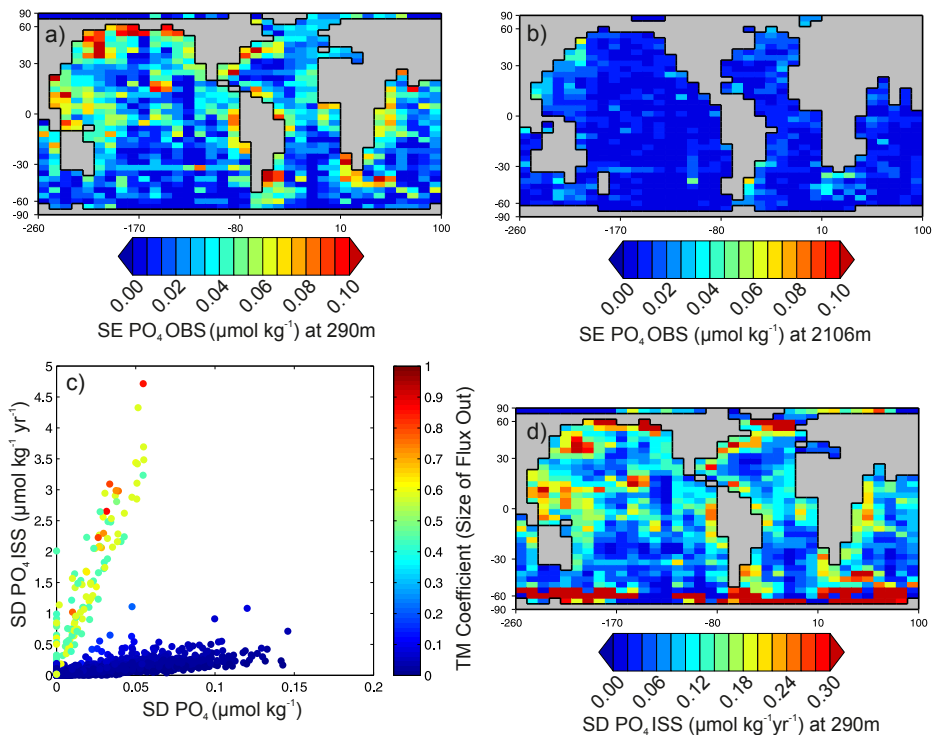 a)
90
60
30
0
-30
-60
-90
-260 -170 -80 10 100
0.00 0.02 0.04 0.06 0.08 0.10
SE PO4 OBS (µmol kg-1) at 290m
b)
90
60
30
0
-30
-60
-90
-260 -170 -80 10 100
0.00 0.02 0.04 0.06 0.08 0.10
SE PO4 OBS (µmol kg-1) at 2106m
c)
SD PO4 ISS (µmol kg-1 yr-1)
5
4.5
4
3.5
3
2.5
2
1.5
1
0.5
0
0 0.05 0.1 0.15 0.2
SD PO4 (µmol kg-1)
1
0.9
0.8
0.7
0.6
0.5
0.4
0.3
0.2
0.1
0
TM Coefficient (Size of Flux Out)
d)
90
60
30
0
-30
-60
-90
-260 -170 -80 10 100
0.00 0.06 0.12 0.18 0.24 0.30
SD PO4 ISS (µmol kg-1yr-1) at 290m